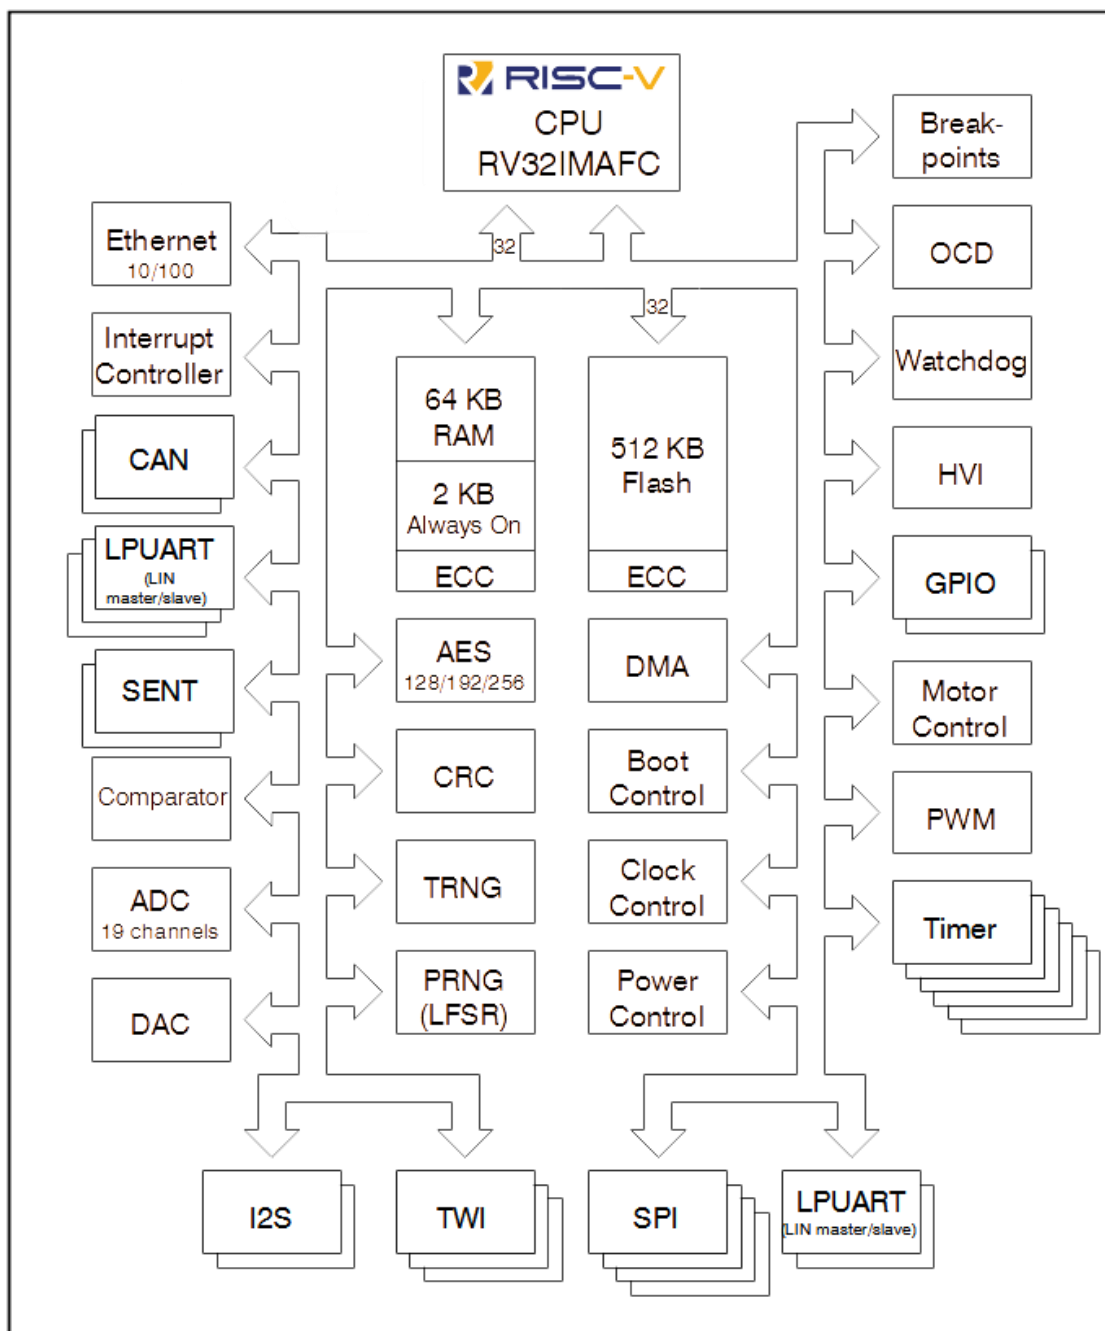 RISC-V
CPU
RV32IMAFC
Break-
points
Ethernet
10/100
32
OCD
32
Interrupt
Controller
64 KB
RAM
2 KB
Always On
ECC
512 KB
Flash
ECC
Watchdog
CAN
HVI
LPUART
(LIN
master/slave)
GPIO
SENT
AES
128/192/256
DMA
Motor
Control
Comparator
CRC
Boot
Control
PWM
ADC
19 channels
TRNG
Clock
Control
Timer
DAC
PRNG
(LFSR)
Power
Control
I2S
TWI
SPI
LPUART
(LIN master/slave)